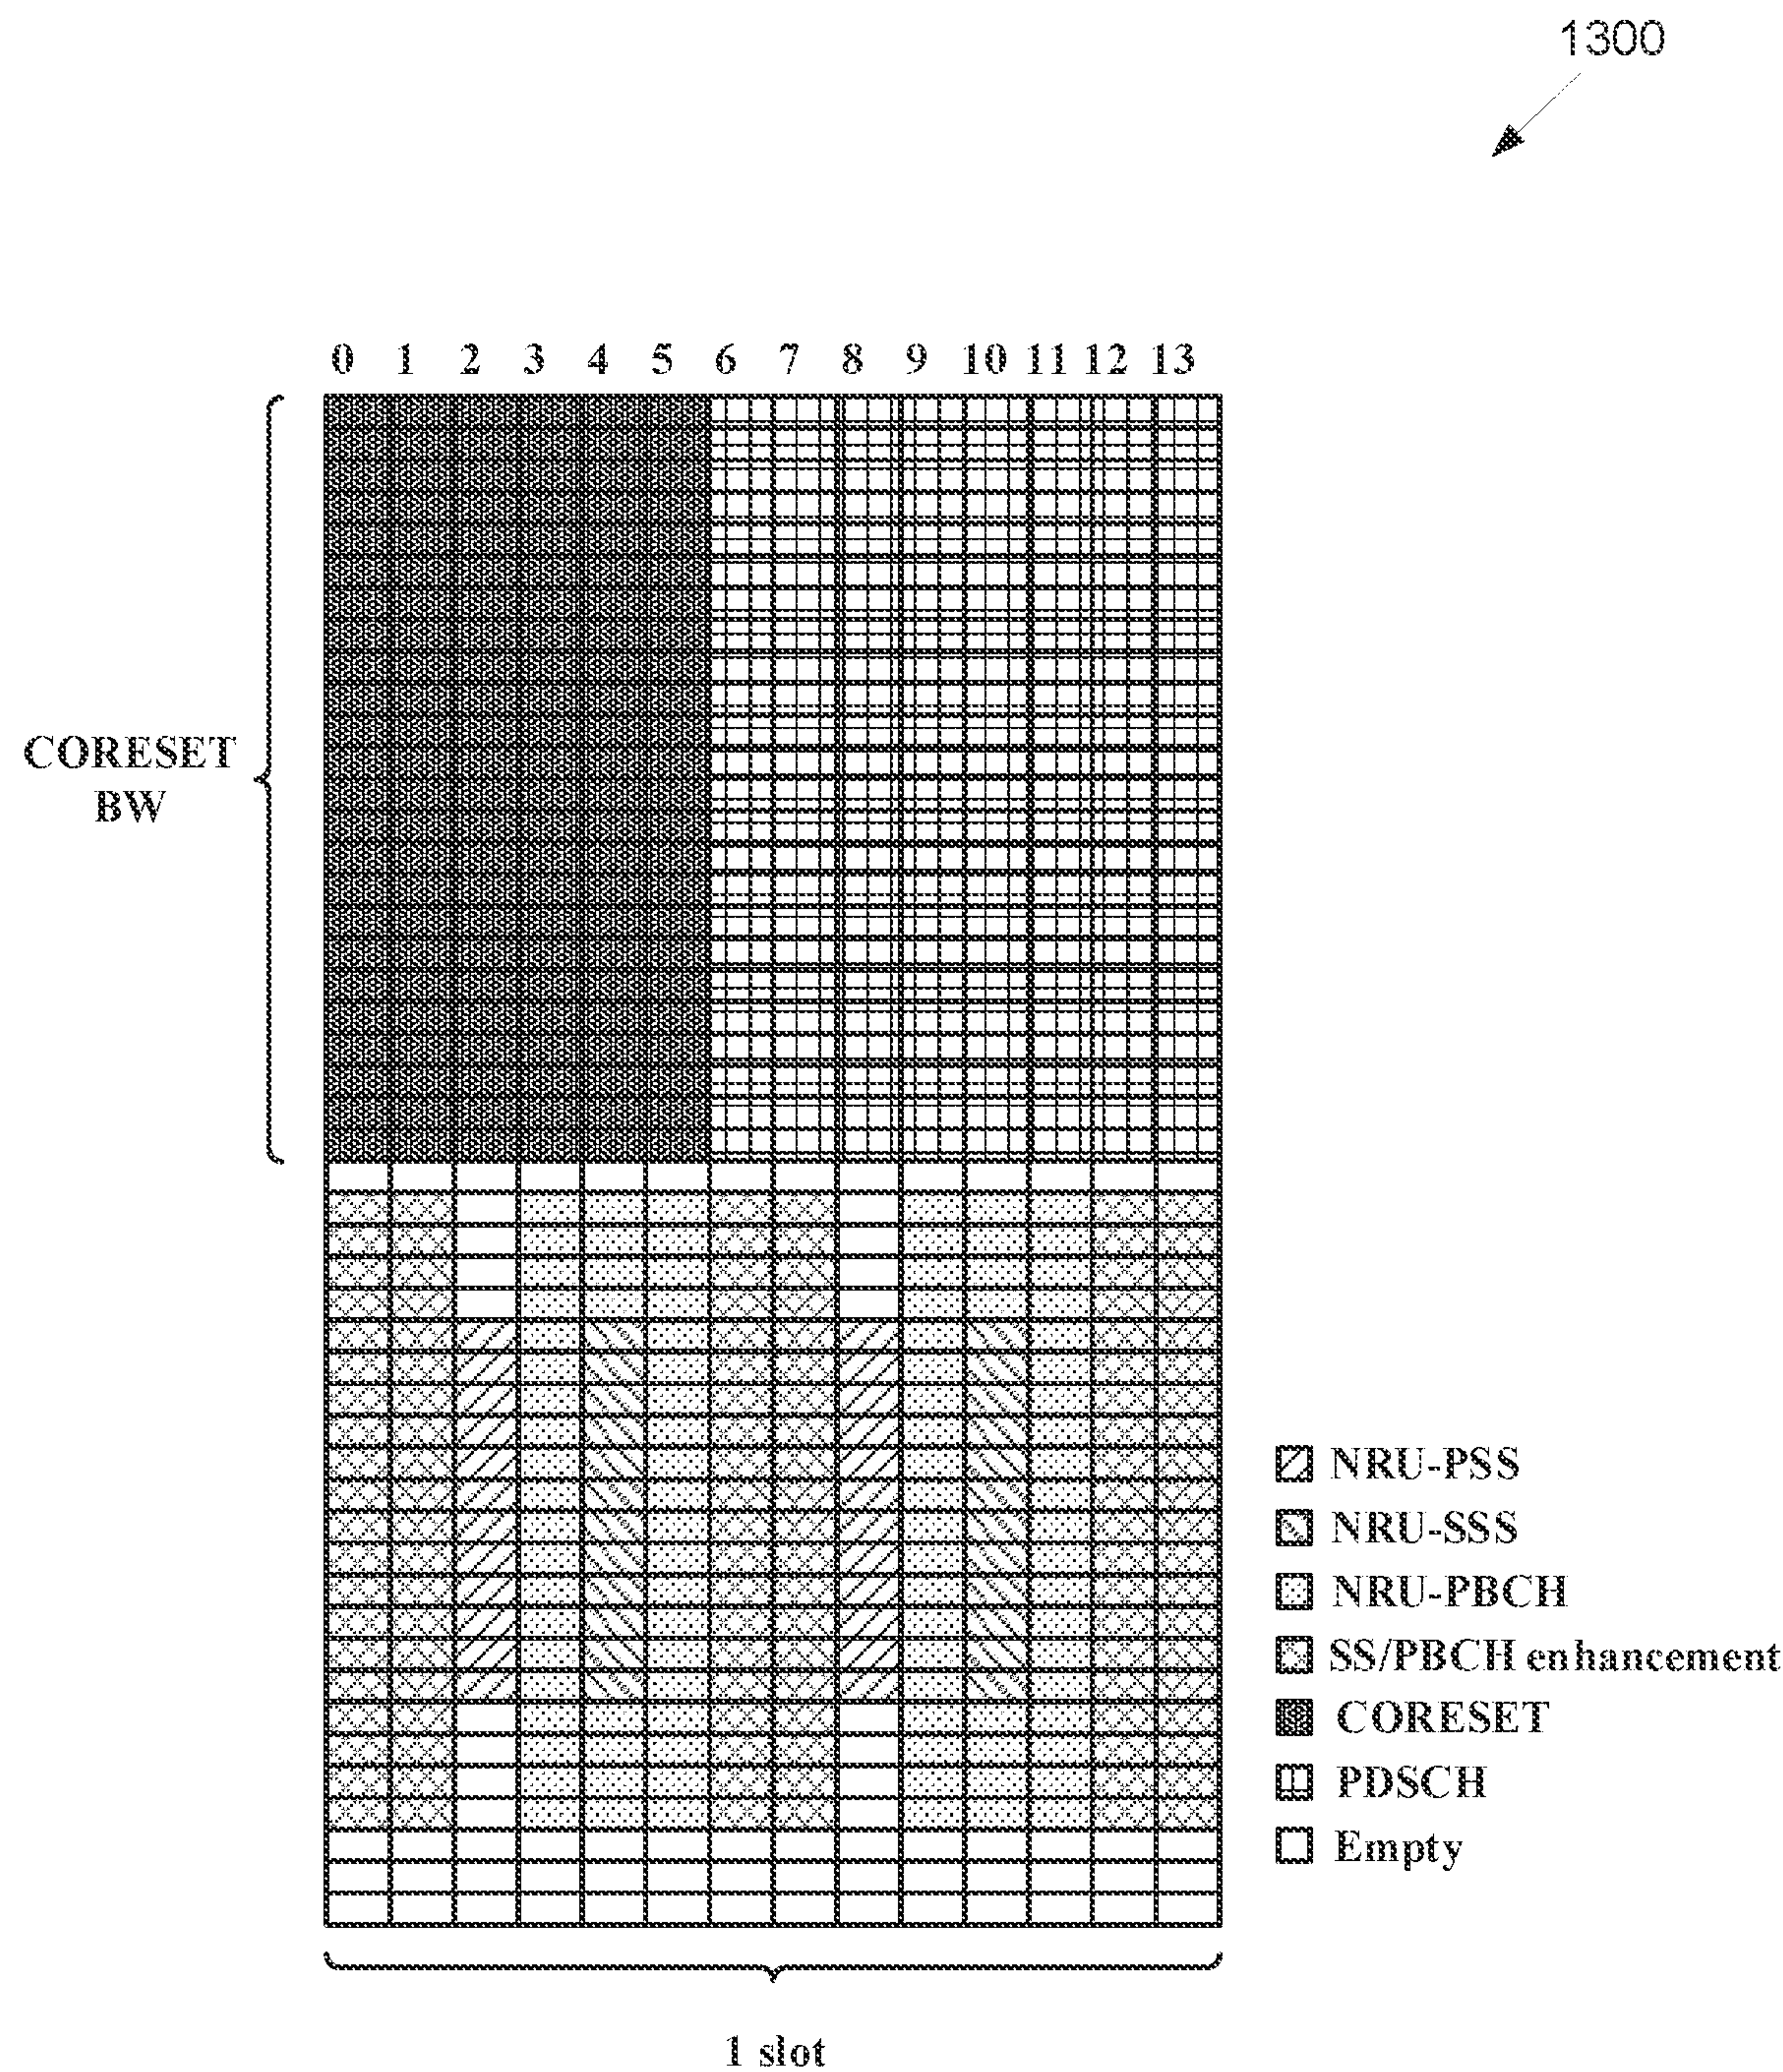 1300
0 1 2 3 4 5 6 7 8 9 10 11 12 13
CORESET
BW
NRU-PSS
NRU-SSS
NRU-PBCH
SS/PBCH enhancement
CORESET
PDSCH
Empty
1 slot